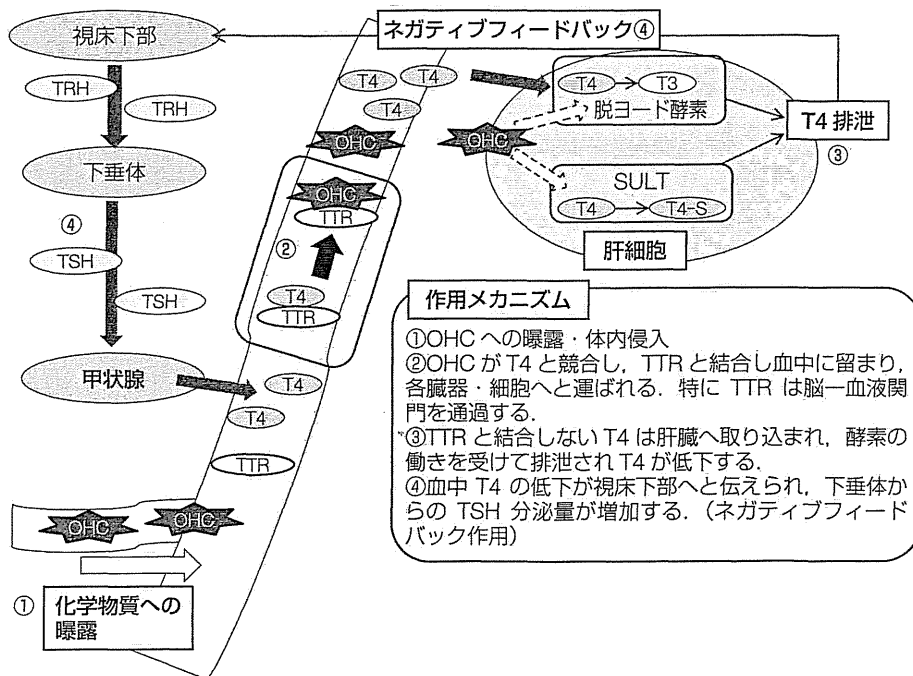 ネガティブフィードバック④
視床下部
TRH
TRH
下垂体
④
TSH
TSH
甲状腺
T4
T4
T4
OHC
OHC
TTR
②
T4
TTR
T4
T4
TTR
OHC
OHC
①
化学物質への
曝露
OHC
T4
T3
脱ヨード酵素
SULT
T4
T4-S
肝細胞
T4 排泄
③
作用メカニズム
①OHC への曝露・体内侵入
②OHC が T4 と競合し，TTR と結合し血中に留まり，
各臓器・細胞へと運ばれる．特に TTR は脳―血液関
門を通過する．
③TTR と結合しない T4 は肝臓へ取り込まれ，酵素の
働きを受けて排泄され T4 が低下する．
④血中 T4 の低下が視床下部へと伝えられ，下垂体か
らの TSH 分泌量が増加する．（ネガティブフィード
バック作用）